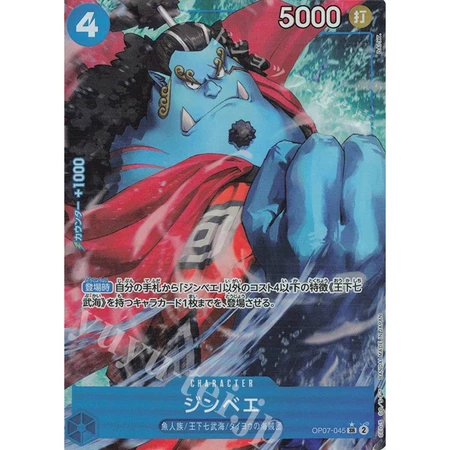 4
5000
打
カウンター +1000
登場時 自分の手札から「ジンベエ」以外のコスト4以下の特徴《王下七
武海》を持つキャラカード1枚までを、登場させる。
CHARACTER
ジンベエ
魚人族/王下七武海/タイヨウの海賊団
OP07-045 SR 2